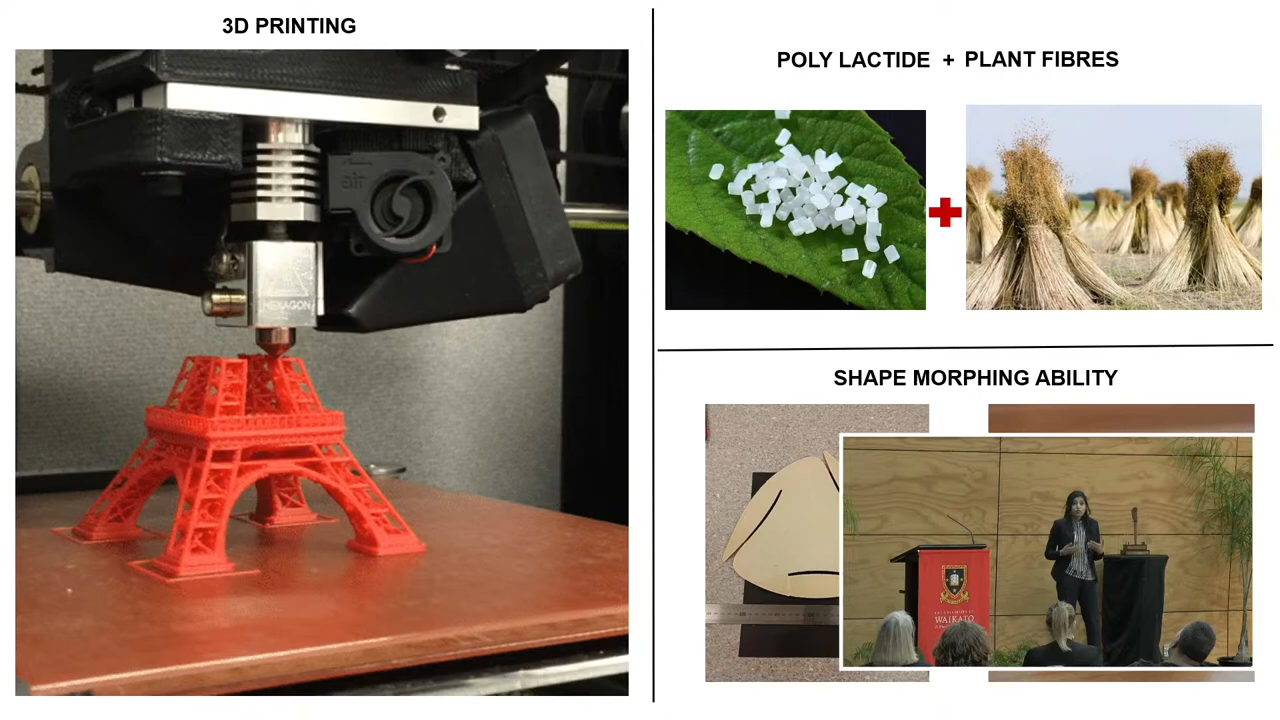 3D PRINTING
POLY LACTIDE + PLANT FIBRES
SHAPE MORPHING ABILITY
HEXAGON
WAIKATO